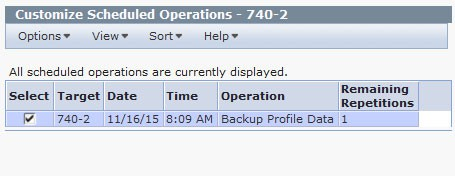 Customize Scheduled Operations - 740-2
Options View Sort Help
All scheduled operations are currently displayed.
Select Target Date Time Operation Remaining Repetitions
740-2 11/16/15 8:09 AM Backup Profile Data 1